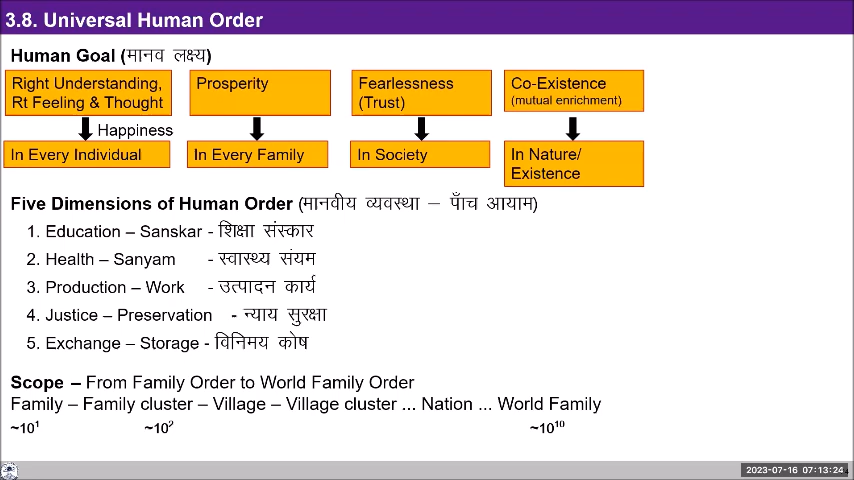 3.8. Universal Human Order
Human Goal (मानव लक्ष्य)
Right Understanding,
Rt Feeling & Thought
Prosperity
Fearlessness
(Trust)
Co-Existence
(mutual enrichment)
Happiness
In Every Individual
In Every Family
In Society
In Nature/
Existence
Five Dimensions of Human Order (मानवीय व्यवस्था – पाँच आयाम)
1. Education – Sanskar - शिक्षा संस्कार
2. Health – Sanyam - स्वास्थ्य संयम
3. Production – Work - उत्पादन कार्य
4. Justice – Preservation - न्याय सुरक्षा
5. Exchange – Storage - विनिमय कोष
Scope – From Family Order to World Family Order
Family – Family cluster – Village – Village cluster ... Nation ... World Family
~10¹ ~10² ~10¹⁰
2023-07-16 07:13:24